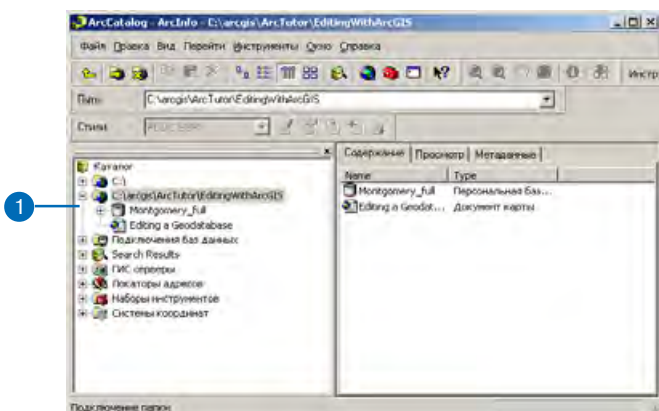 ArcCatalog - ArcInfo - C:\arcgis\ArcTutor\EditingWithArcGIS
Файл Правка Вид Перейти Инструменты Окно Справка
Инстр
Путь: C:\arcgis\ArcTutor\EditingWithArcGIS
Стили:
Содержание Просмотр Метаданные
Каталог
C:\
C:\arcgis\ArcTutor\EditingWithArcGIS
Montgomery_full
Editing a Geodatabase
Подключения баз данных
Search Results
ГИС серверы
Локаторы адресов
Наборы инструментов
Системы координат
Name Type
Montgomery_full Персональная баз...
Editing a Geodat... Документ карты
1
Подключение папки